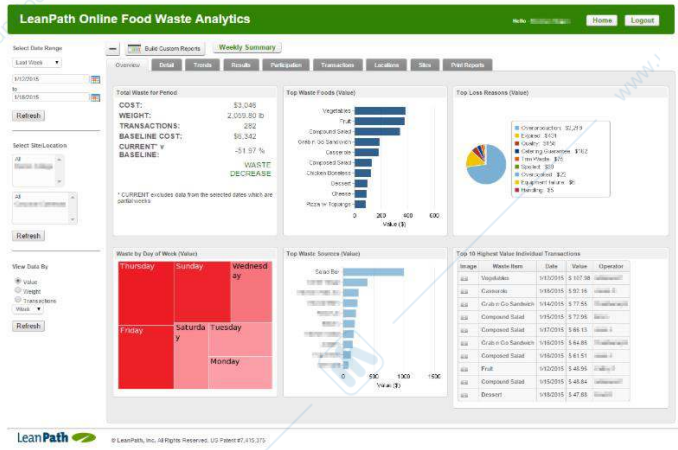 LeanPath Online Food Waste Analytics
Hello
Home
Logout
Select Date Range
Last Week
1/12/2015
to
1/18/2015
Refresh
Select Site/Location
All
All
Refresh
View Data By
Value
Weight
Transactions
Week
Refresh
Build Custom Reports
Weekly Summary
Overview
Detail
Trends
Results
Participation
Transactions
Locations
Sites
Print Reports
Total Waste for Period
COST: $3,046
WEIGHT: 2,059.80 lb
TRANSACTIONS: 282
BASELINE COST: $6,342
CURRENT* v BASELINE: -51.97 %
WASTE
DECREASE
* CURRENT excludes data from the selected dates which are
partial weeks
Top Waste Foods (Value)
Vegetables
Fruit
Compound Salad
Grab n Go Sandwich
Casserole
Composed Salad
Chicken Boneless
Dessert
Cheese
Pizza w Toppings
0 200 400 600
Value ($)
Top Loss Reasons (Value)
Overproduction $2,219
Expired $401
Quality $156
Catering Guarantee $102
Trim Waste $75
Spoiled
Overcooked $22
Equipment Failure $6
Handling $5
Waste by Day of Week (Value)
Thursday
Sunday
Wednesd
ay
Friday
Saturda
y
Tuesday
Monday
Top Waste Sources (Value)
Salad Bar
0 500 1000 1500
Value ($)
Top 10 Highest Value Individual Transactions
Image Waste Item Date Value Operator
Vegetables 1/13/2015 $ 107.98
Casserole 1/18/2015 $ 92.16
Grab n Go Sandwich 1/14/2015 $ 77.55
Compound Salad 1/15/2015 $ 72.96
Compound Salad 1/17/2015 $ 66.13
Grab n Go Sandwich 1/16/2015 $ 64.86
Compound Salad 1/16/2015 $ 61.51
Fruit 1/12/2015 $ 48.96
Compound Salad 1/15/2015 $ 48.84
Dessert 1/18/2015 $ 47.88
LeanPath
© LeanPath, Inc. All Rights Reserved. US Patent #7,415,375